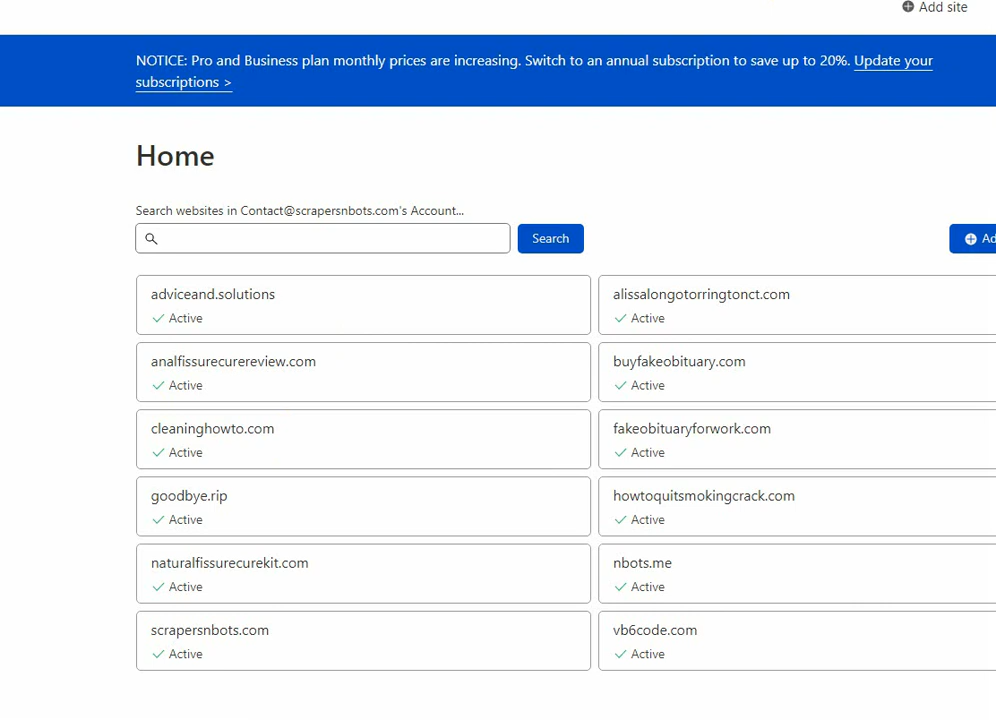 Add site
NOTICE: Pro and Business plan monthly prices are increasing. Switch to an annual subscription to save up to 20%. Update your
subscriptions >
Home
Search websites in Contact@scrapersnbots.com's Account...
Search
Ad
adviceand.solutions
Active
alissalongotorringtonct.com
Active
analfissurecurereview.com
Active
buyfakeobituary.com
Active
cleaninghowto.com
Active
fakeobituaryforwork.com
Active
goodbye.rip
Active
howtoquitsmokingcrack.com
Active
naturalfissurecurekit.com
Active
nbots.me
Active
scrapersnbots.com
Active
vb6code.com
Active